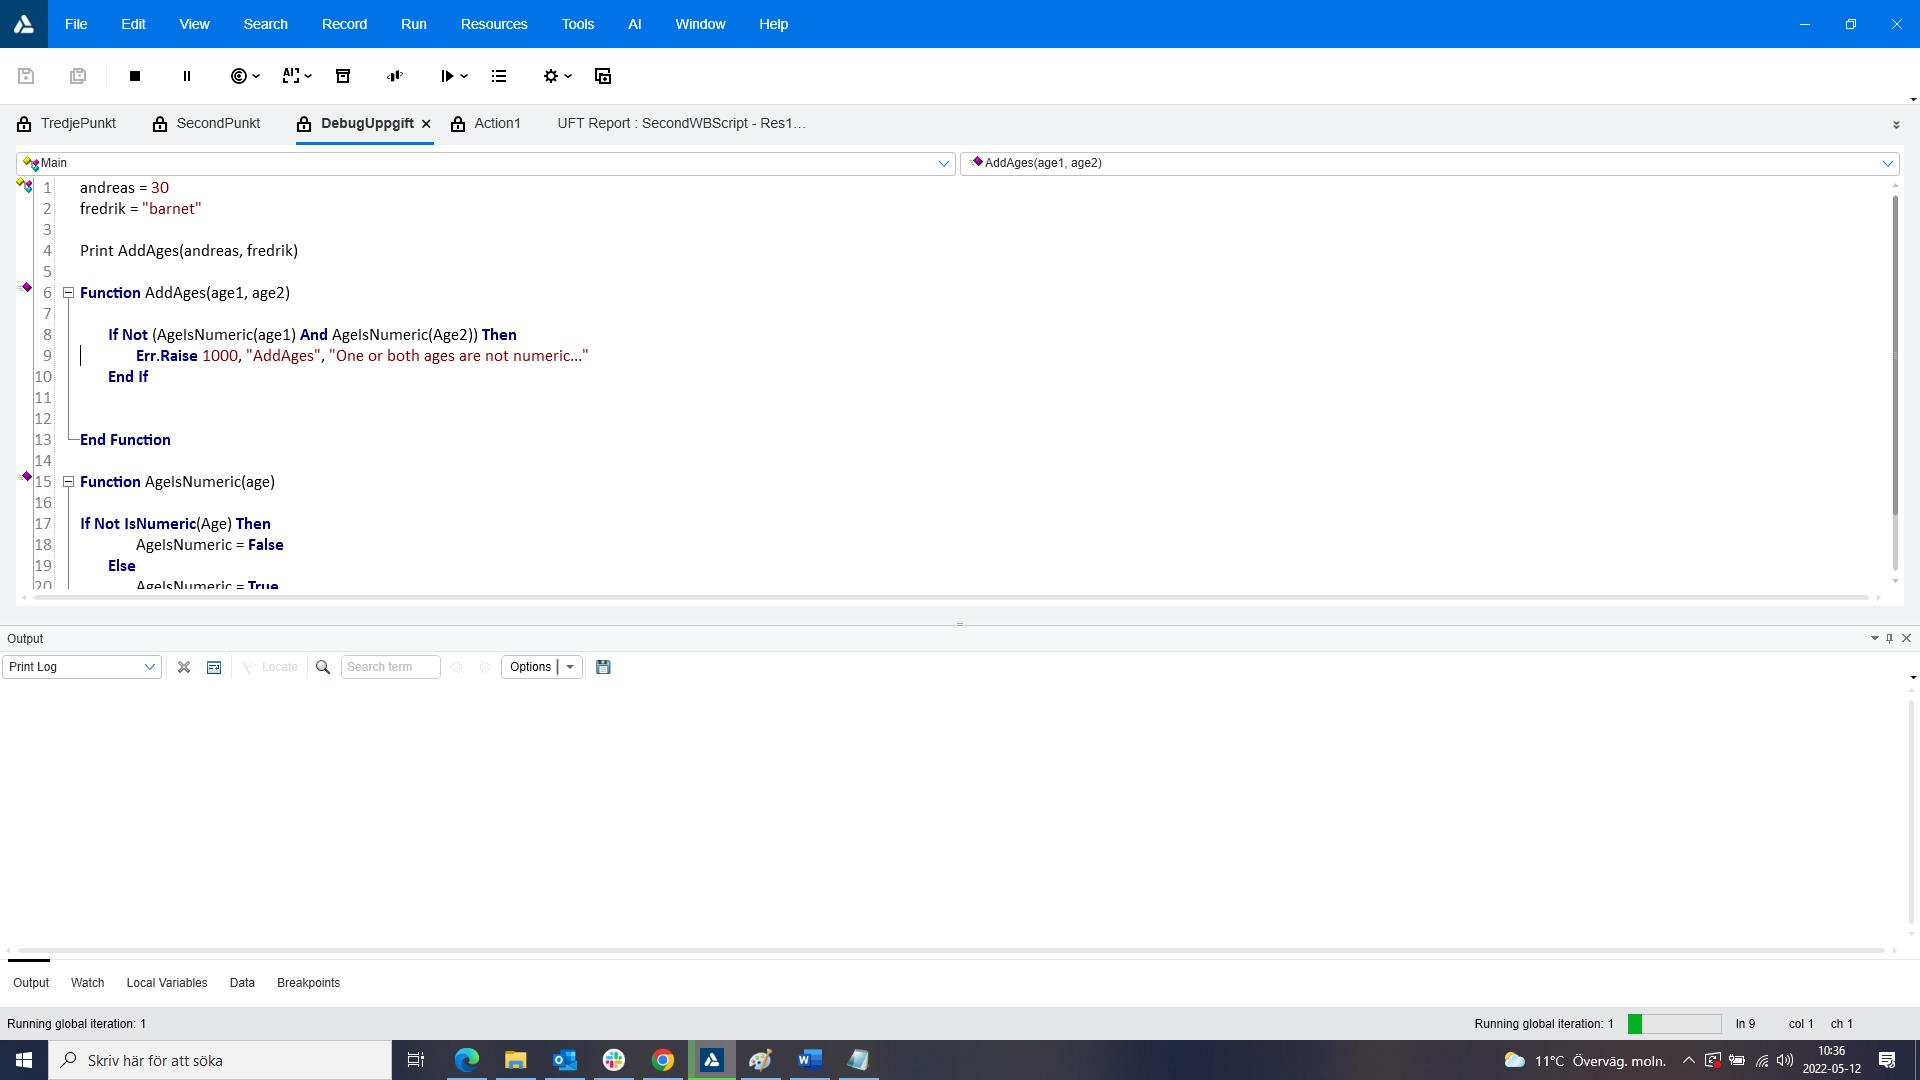 File Edit View Search Record Run Resources Tools AI Window Help
TredjePunkt SecondPunkt DebugUppgift Action1 UFT Report : SecondWBScript - Res1...
Main AddAges(age1, age2)
1 andreas = 30
2 fredrik = "barnet"
3
4 Print AddAges(andreas, fredrik)
5
6 Function AddAges(age1, age2)
7
8 If Not (AgeIsNumeric(age1) And AgeIsNumeric(Age2)) Then
9 Err.Raise 1000, "AddAges", "One or both ages are not numeric..."
10 End If
11
12
13 End Function
14
15 Function AgeIsNumeric(age)
16
17 If Not IsNumeric(Age) Then
18 AgeIsNumeric = False
19 Else
20 AgeIsNumeric = True
Output
Print Log Locate Search term Options
Output Watch Local Variables Data Breakpoints
Running global iteration: 1 Running global iteration: 1 ln 9 col 1 ch 1
Skriv här för att söka 11°C Överväg. moln. 10:36
2022-05-12